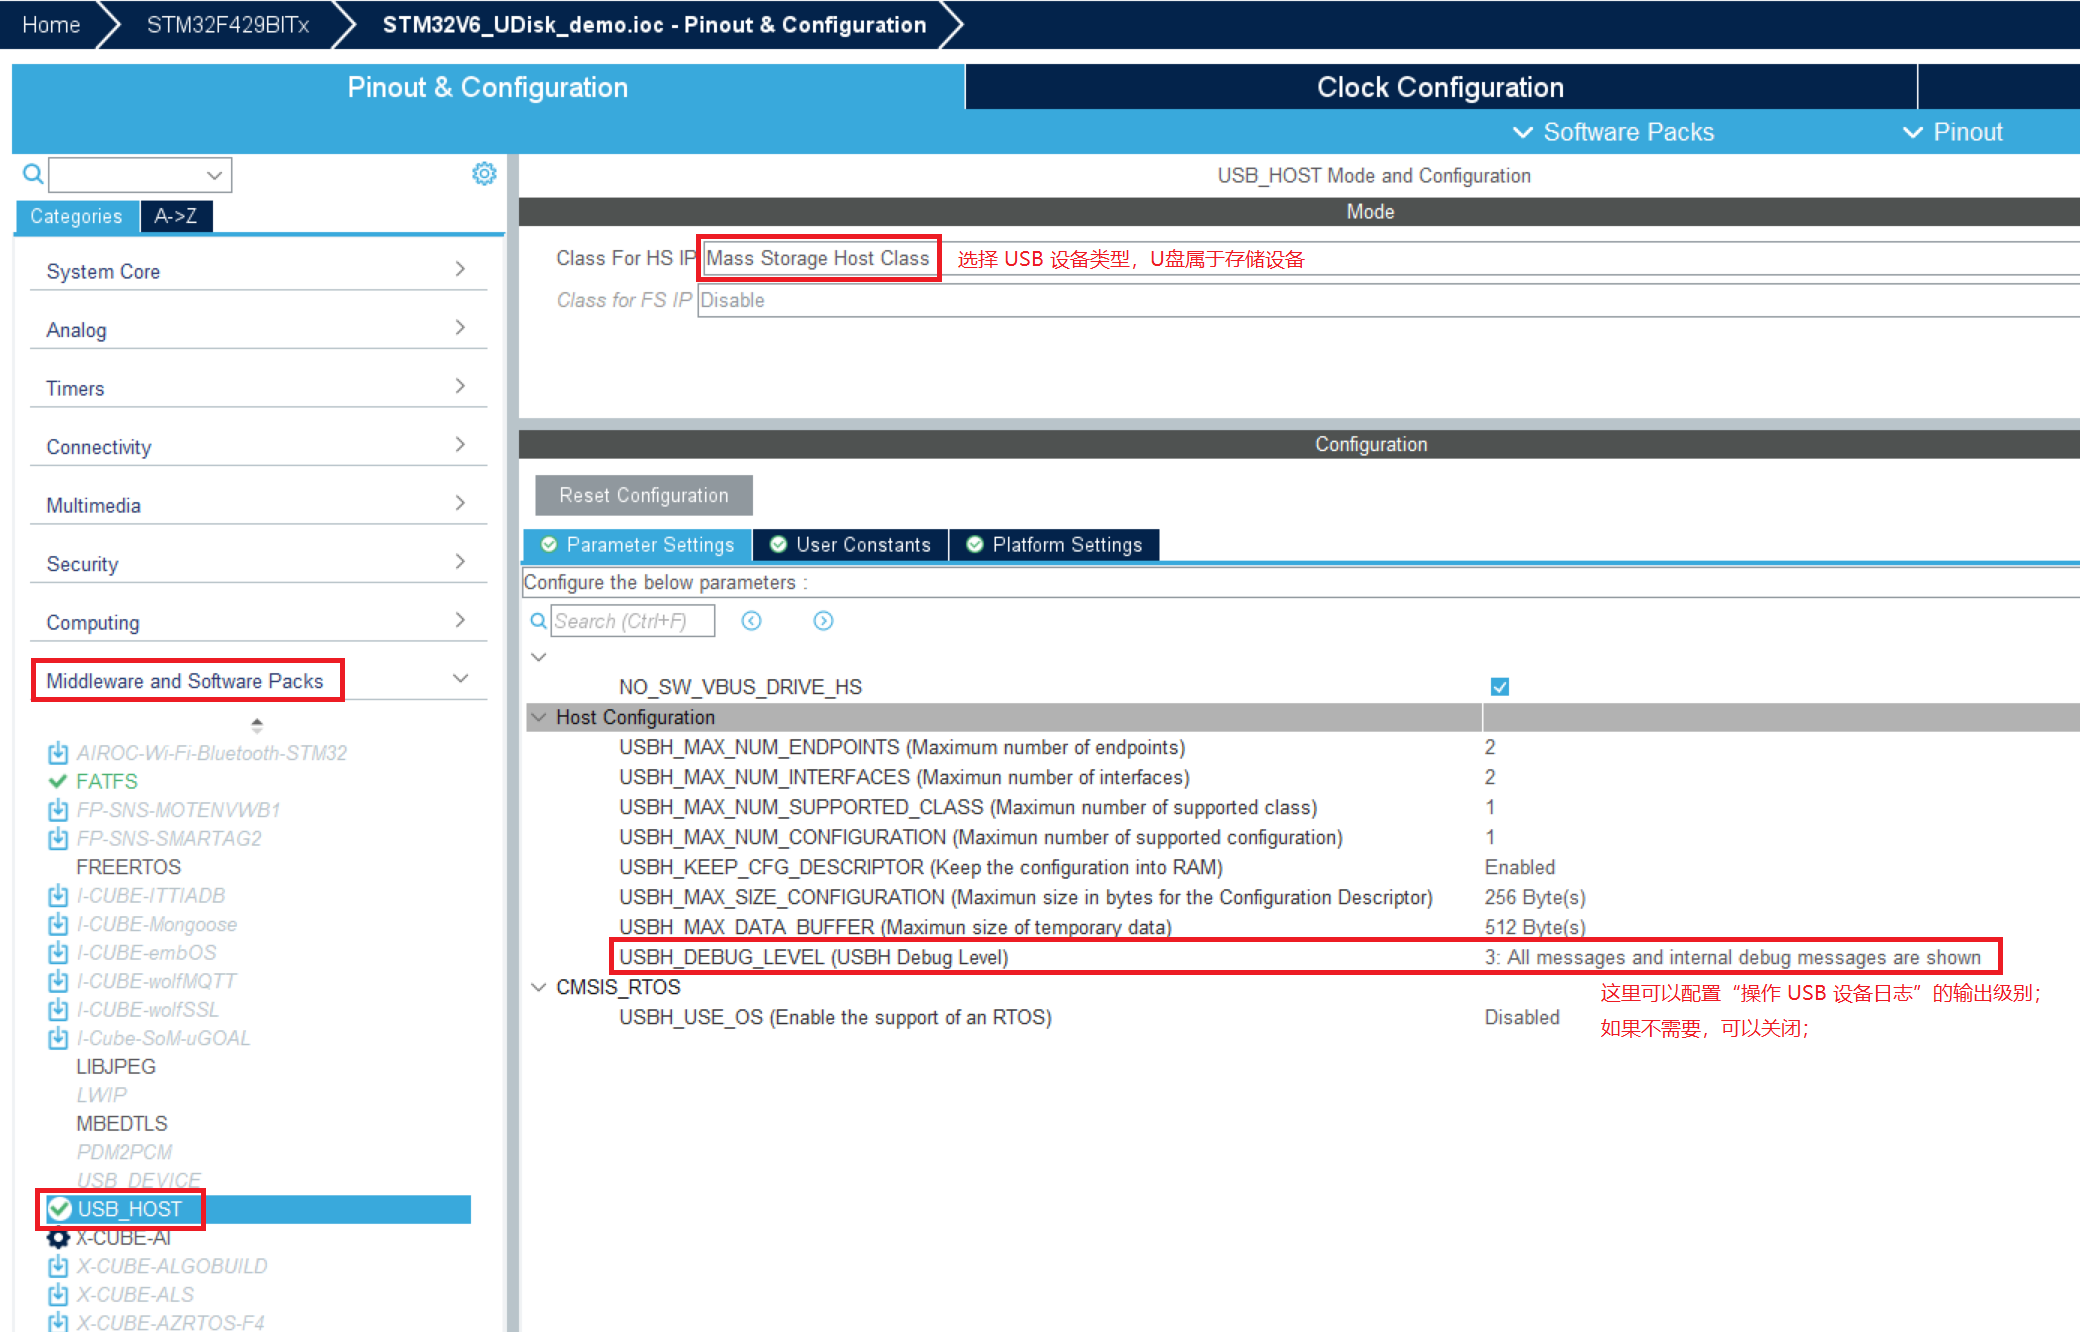 Home
STM32F429BITx
STM32V6_UDisk_demo.ioc - Pinout & Configuration
Pinout & Configuration
Clock Configuration
Software Packs
Pinout
Categories
A->Z
System Core
Analog
Timers
Connectivity
Multimedia
Security
Computing
Middleware and Software Packs
AIROC-Wi-Fi-Bluetooth-STM32
FATFS
FP-SNS-MOTENVWB1
FP-SNS-SMARTAG2
FREERTOS
I-CUBE-ITTIADB
I-CUBE-Mongoose
I-CUBE-embOS
I-CUBE-wolfMQTT
I-CUBE-wolfSSL
I-Cube-SoM-uGOAL
LIBJPEG
LWIP
MBEDTLS
PDM2PCM
USB_DEVICE
USB_HOST
X-CUBE-AI
X-CUBE-ALGOBUILD
X-CUBE-ALS
X-CUBE-AZRTOS-F4
USB_HOST Mode and Configuration
Mode
Class For HS IP Mass Storage Host Class 选择 USB 设备类型，U盘属于存储设备
Class for FS IP Disable
Configuration
Reset Configuration
Parameter Settings
User Constants
Platform Settings
Configure the below parameters :
Search (Ctrl+F)
NO_SW_VBUS_DRIVE_HS
Host Configuration
USBH_MAX_NUM_ENDPOINTS (Maximum number of endpoints) 2
USBH_MAX_NUM_INTERFACES (Maximun number of interfaces) 2
USBH_MAX_NUM_SUPPORTED_CLASS (Maximun number of supported class) 1
USBH_MAX_NUM_CONFIGURATION (Maximun number of supported configuration) 1
USBH_KEEP_CFG_DESCRIPTOR (Keep the configuration into RAM) Enabled
USBH_MAX_SIZE_CONFIGURATION (Maximun size in bytes for the Configuration Descriptor) 256 Byte(s)
USBH_MAX_DATA_BUFFER (Maximun size of temporary data) 512 Byte(s)
USBH_DEBUG_LEVEL (USBH Debug Level) 3: All messages and internal debug messages are shown
CMSIS_RTOS
这里可以配置“操作 USB 设备日志”的输出级别；
USBH_USE_OS (Enable the support of an RTOS) Disabled
如果不需要，可以关闭；